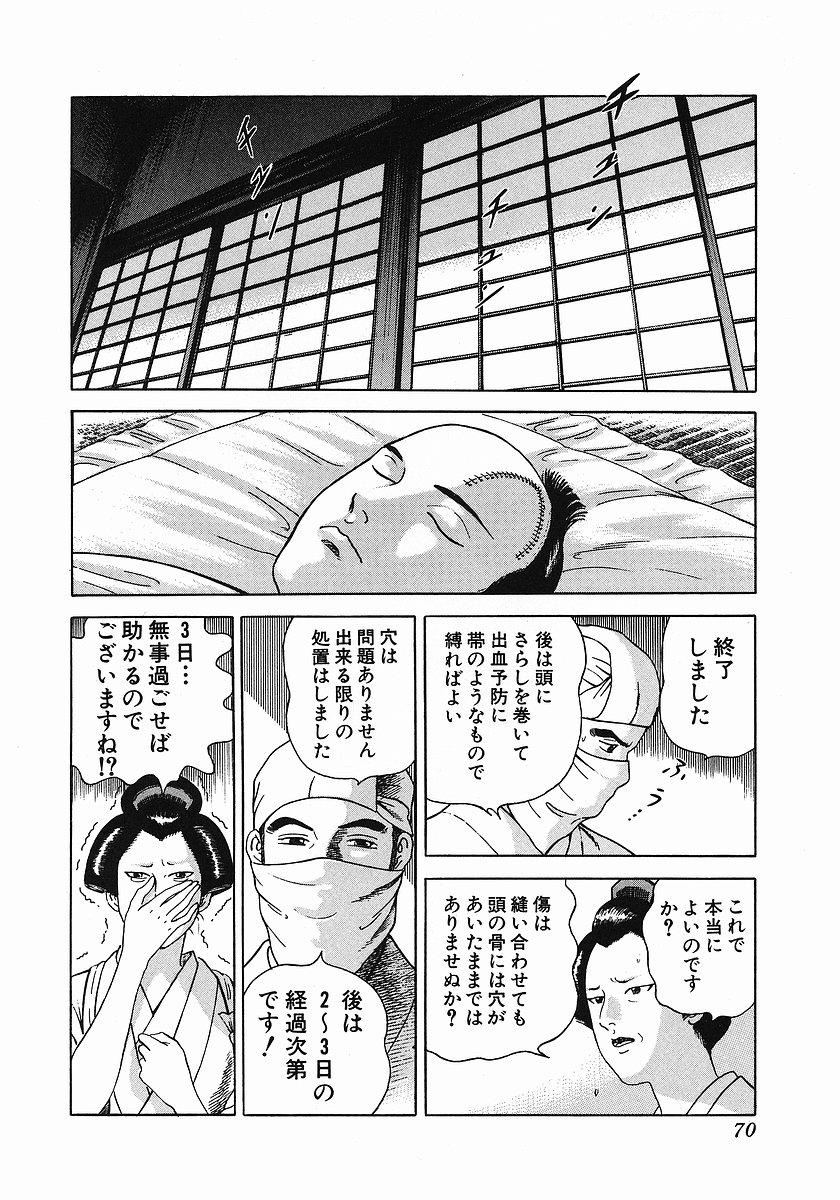 チュン
チュン
チュン
終了
しました
後は頭に
さらしを巻いて
出血予防に
帯のようなもので
縛ればよい
ふ
う
これで
本当に
よいのです
か?
傷は
縫い合わせても
頭の骨には穴が
あいたままでは
ありませぬか?
穴は
問題ありません
出来る限りの
処置はしました
後は
2〜3日の
経過次第
です!
3日…
無事過ごせば
助かるので
ございますね!?
70